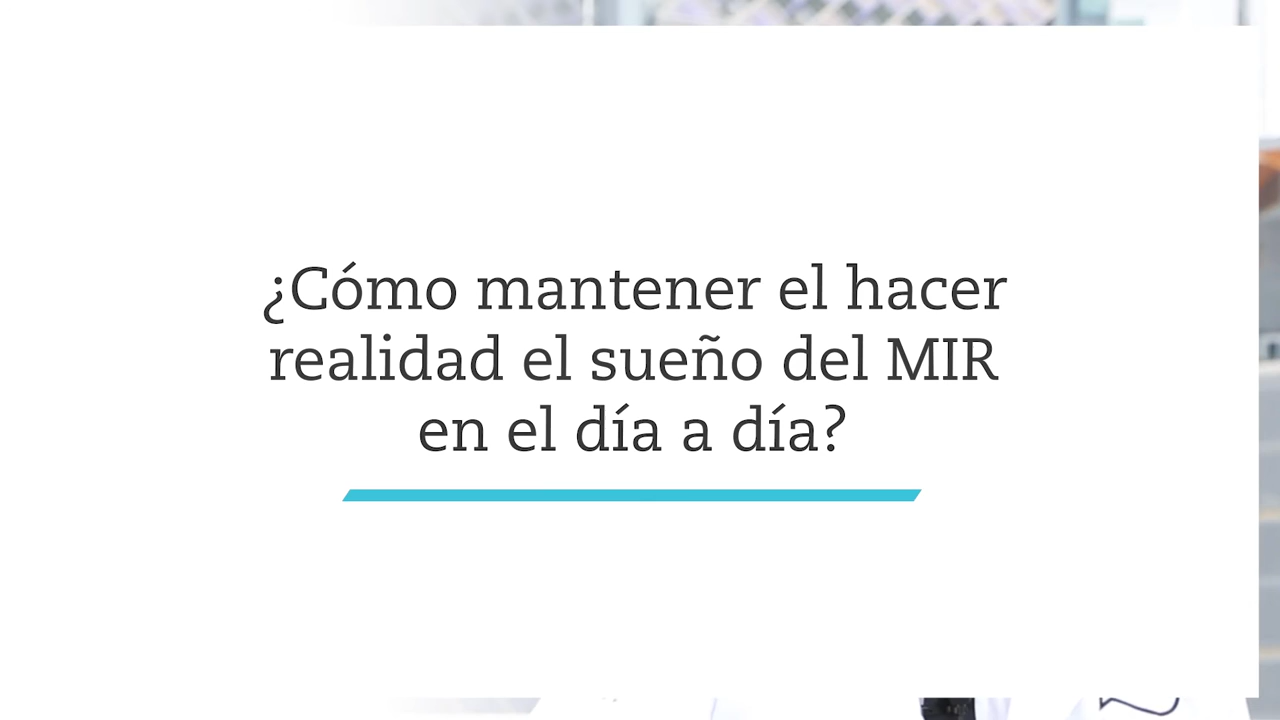 ¿Cómo mantener el hacer
realidad el sueño del MIR
en el día a día?